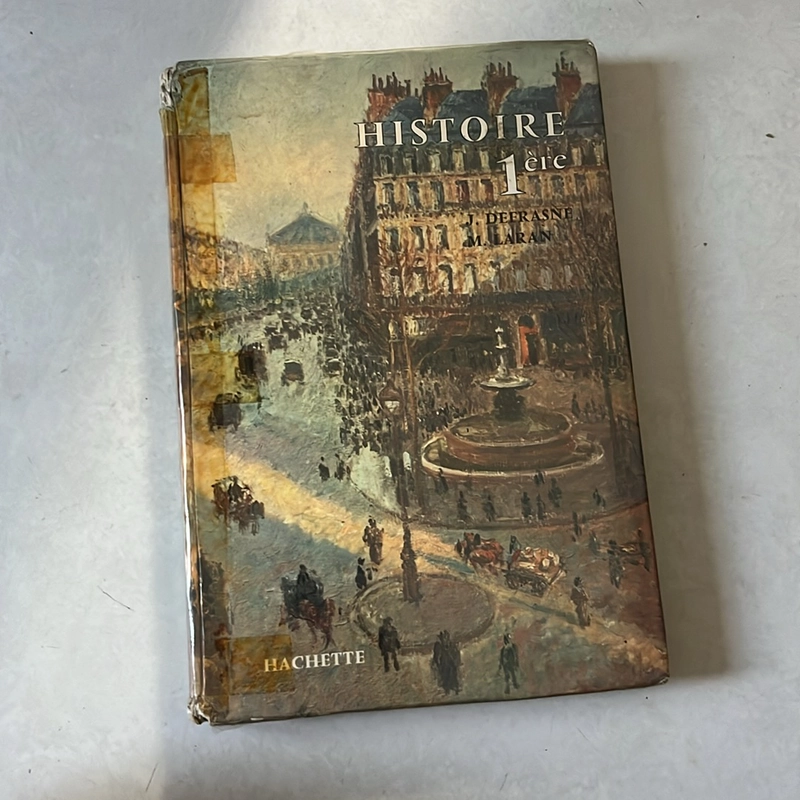 HISTOIRE
1ère
J. DEFRASNE
M. LARAN
HACHETTE